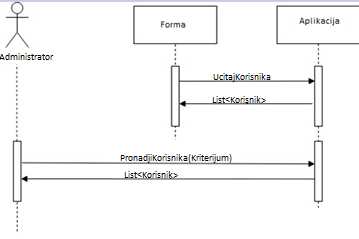 Forma
Aplikacija
Administrator
UcitajKorisnika
List<Korisnik>
PronadjiKorisnika(Kriterijum)
List<Korisnik>